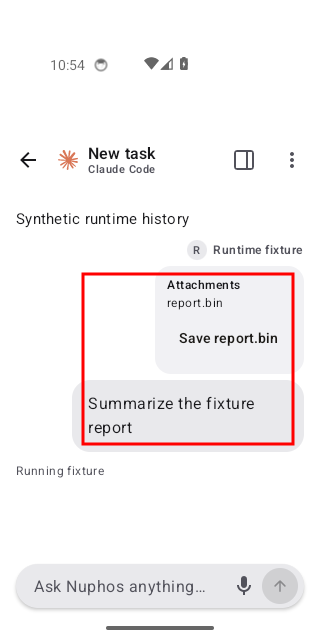 10:54
New task
Claude Code
Synthetic runtime history
R Runtime fixture
Attachments
report.bin
Save report.bin
Summarize the fixture
report
Running fixture
Ask Nuphos anything...